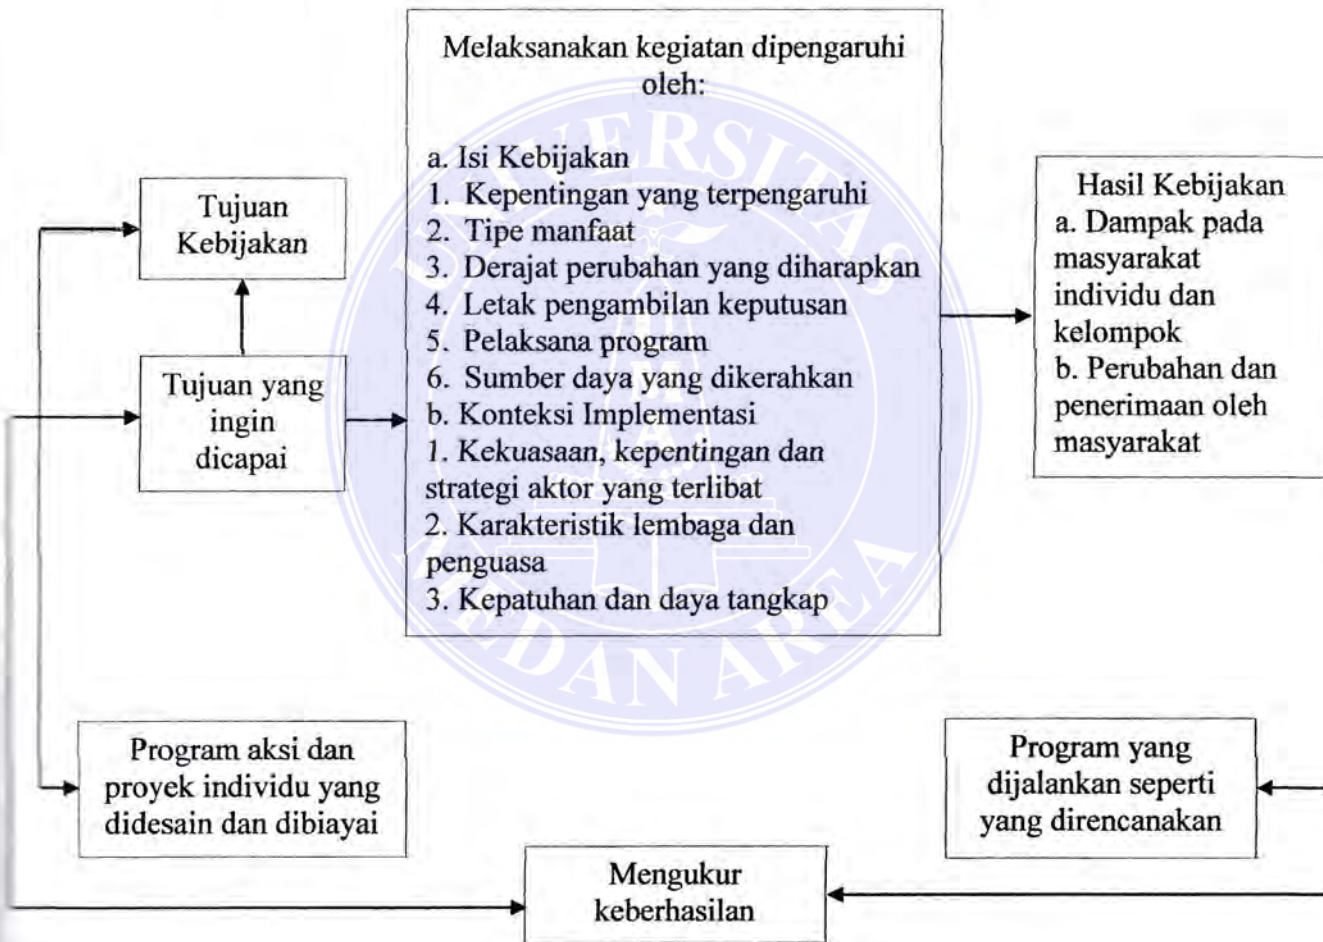 Melaksanakan kegiatan dipengaruhi
oleh:
a. Isi Kebijakan
1. Kepentingan yang terpengaruhi
2. Tipe manfaat
3. Derajat perubahan yang diharapkan
4. Letak pengambilan keputusan
5. Pelaksana program
6. Sumber daya yang dikerahkan
b. Konteksi Implementasi
1. Kekuasaan, kepentingan dan
strategi aktor yang terlibat
2. Karakteristik lembaga dan
penguasa
3. Kepatuhan dan daya tangkap
Tujuan
Kebijakan
Tujuan yang
ingin
dicapai
Hasil Kebijakan
a. Dampak pada
masyarakat
individu dan
kelompok
b. Perubahan dan
penerimaan oleh
masyarakat
Program aksi dan
proyek individu yang
didesain dan dibiayai
Program yang
dijalankan seperti
yang direncanakan
Mengukur
keberhasilan
UNIVERSITAS
MEDAN AREA